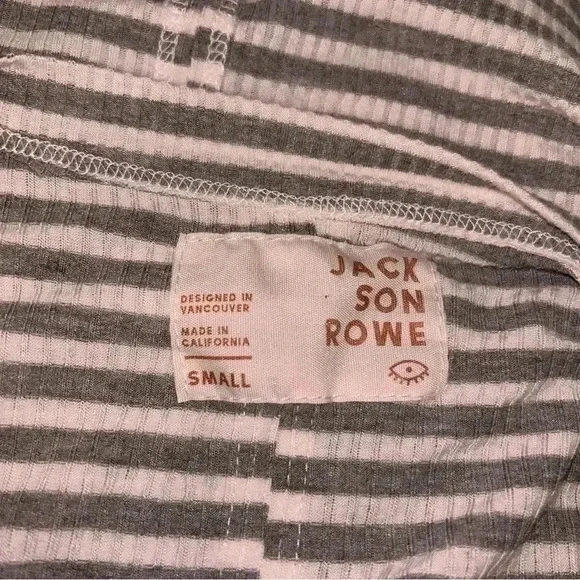 DESIGNED IN
VANCOUVER
MADE IN
CALIFORNIA
SMALL
JACK
SON
ROWE